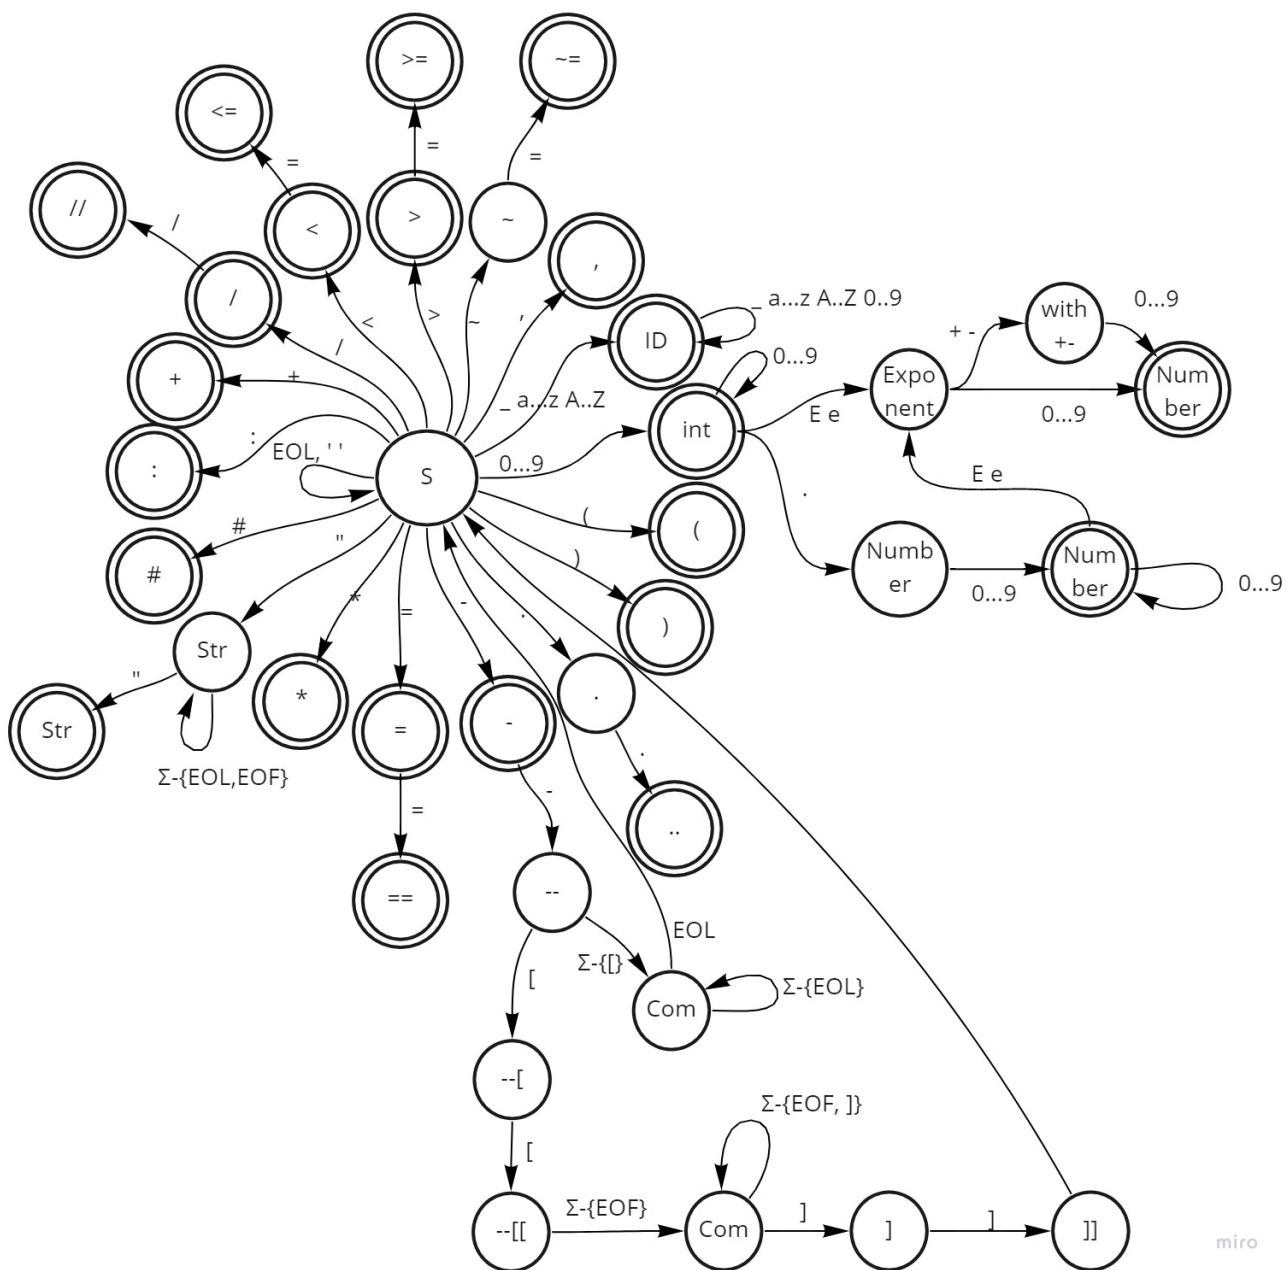 >=
~=
<=
=
=
=
//
/
<
>
~
,
/
_ a...z A..Z 0..9
ID
0...9
with
+-
+ -
0...9
<
>
~
,
/
+
+
_ a...z A..Z
int
E e
Expo
nent
0...9
Num
ber
:
:
EOL, ' '
S
0...9
E e
.
#
#
"
(
(
)
)
Numb
er
0...9
Num
ber
0...9
*
=
-
.
Str
"
Str
*
=
-
.
Σ-{EOL,EOF}
=
-
.
..
==
--
EOL
Σ-{[}
[
Com
Σ-{EOL}
--[
Σ-{EOF, ]}
[
--[[
Σ-{EOF}
Com
]
]
]
]]
miro